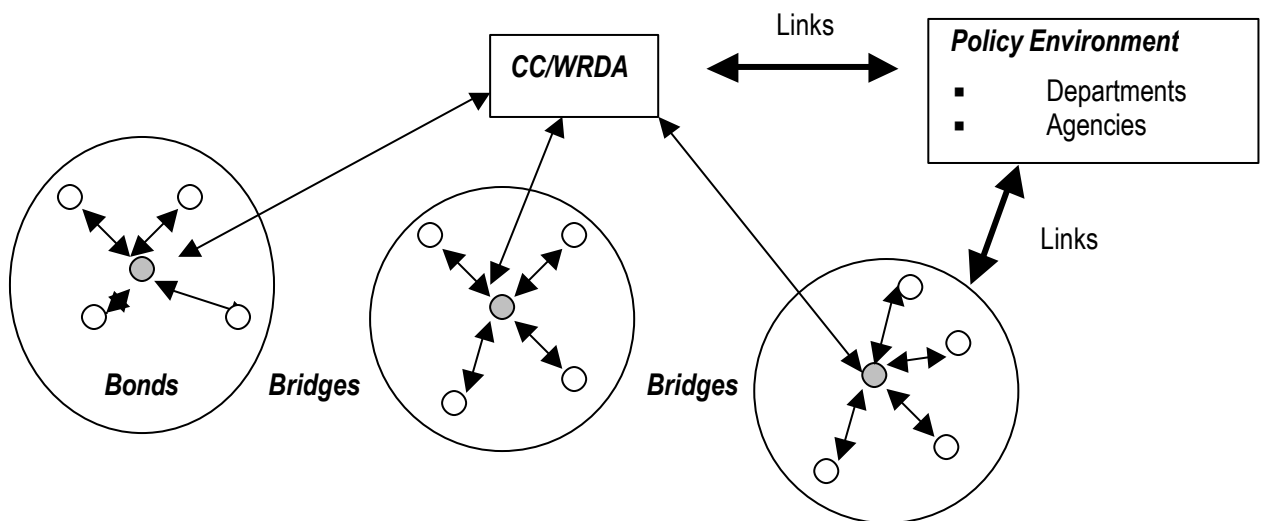 Links
Policy Environment
CC/WRDA
▪ Departments
▪ Agencies
Links
Bonds
Bridges
Bridges